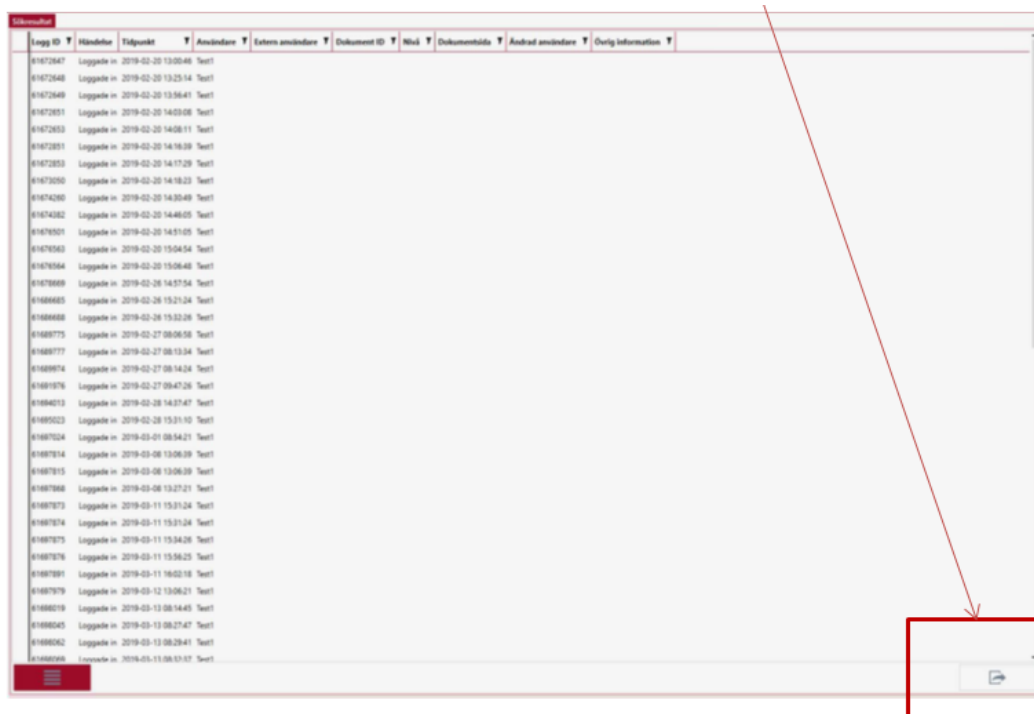 Sökresultat
Logg ID Händelse Tidpunkt Användare Extern användare Dokument ID Nivå Dokumentsida Ändrad användare Övrig information
61672647 Loggade in 2019-02-20 13:00:46 Test1
61672648 Loggade in 2019-02-20 13:25:14 Test1
61672649 Loggade in 2019-02-20 13:56:41 Test1
61672651 Loggade in 2019-02-20 14:03:08 Test1
61672653 Loggade in 2019-02-20 14:08:11 Test1
61672851 Loggade in 2019-02-20 14:16:39 Test1
61672853 Loggade in 2019-02-20 14:17:29 Test1
61673050 Loggade in 2019-02-20 14:18:23 Test1
61674260 Loggade in 2019-02-20 14:30:49 Test1
61674382 Loggade in 2019-02-20 14:46:05 Test1
61676501 Loggade in 2019-02-20 14:51:05 Test1
61676563 Loggade in 2019-02-20 15:04:54 Test1
61676564 Loggade in 2019-02-20 15:06:48 Test1
61678669 Loggade in 2019-02-26 14:57:54 Test1
61686685 Loggade in 2019-02-26 15:21:24 Test1
61686688 Loggade in 2019-02-26 15:32:26 Test1
61689775 Loggade in 2019-02-27 08:06:58 Test1
61689777 Loggade in 2019-02-27 08:13:34 Test1
61689974 Loggade in 2019-02-27 08:14:24 Test1
61691976 Loggade in 2019-02-27 09:47:26 Test1
61694013 Loggade in 2019-02-28 14:37:47 Test1
61695023 Loggade in 2019-02-28 15:31:10 Test1
61697024 Loggade in 2019-03-01 08:54:21 Test1
61697814 Loggade in 2019-03-08 13:06:39 Test1
61697815 Loggade in 2019-03-08 13:06:39 Test1
61697868 Loggade in 2019-03-08 13:27:21 Test1
61697873 Loggade in 2019-03-11 15:31:24 Test1
61697874 Loggade in 2019-03-11 15:31:24 Test1
61697875 Loggade in 2019-03-11 15:34:26 Test1
61697876 Loggade in 2019-03-11 15:56:25 Test1
61697891 Loggade in 2019-03-11 16:02:18 Test1
61697979 Loggade in 2019-03-12 13:06:21 Test1
61698019 Loggade in 2019-03-13 08:14:45 Test1
61698045 Loggade in 2019-03-13 08:27:47 Test1
61698062 Loggade in 2019-03-13 08:29:41 Test1
61698069 Loggade in 2019-03-13 08:32:37 Test1